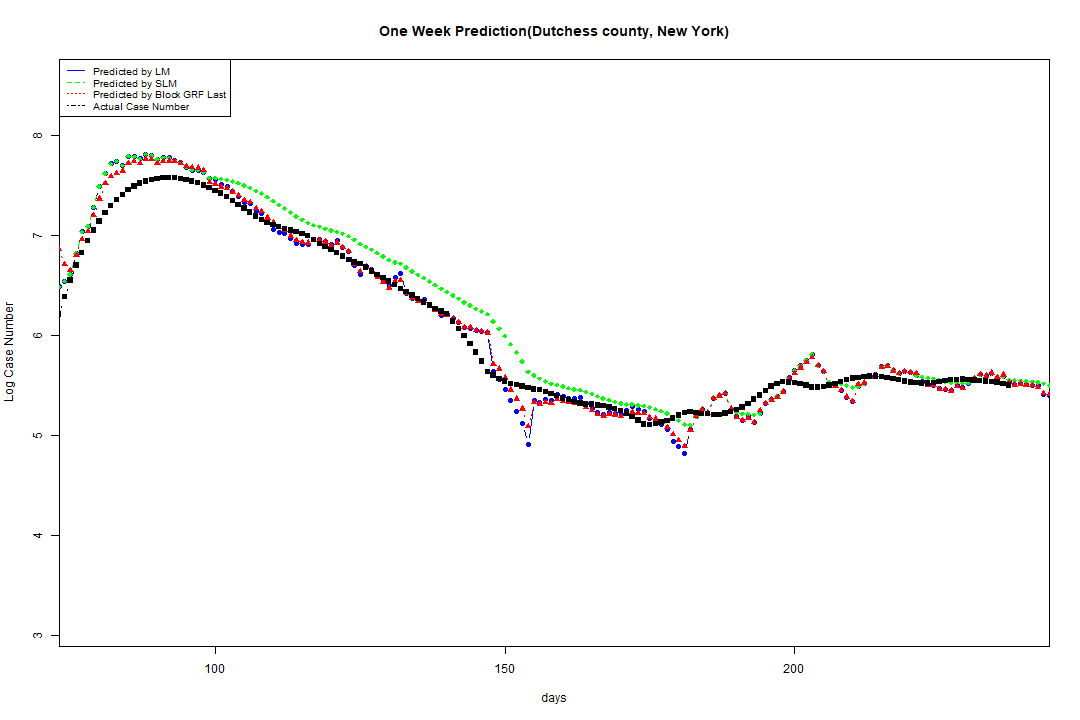 One Week Prediction(Dutchess county, New York)
Predicted by LM
Predicted by SLM
Predicted by Block GRF Last
Actual Case Number
8
7
6
5
4
3
Log Case Number
100 150 200
days